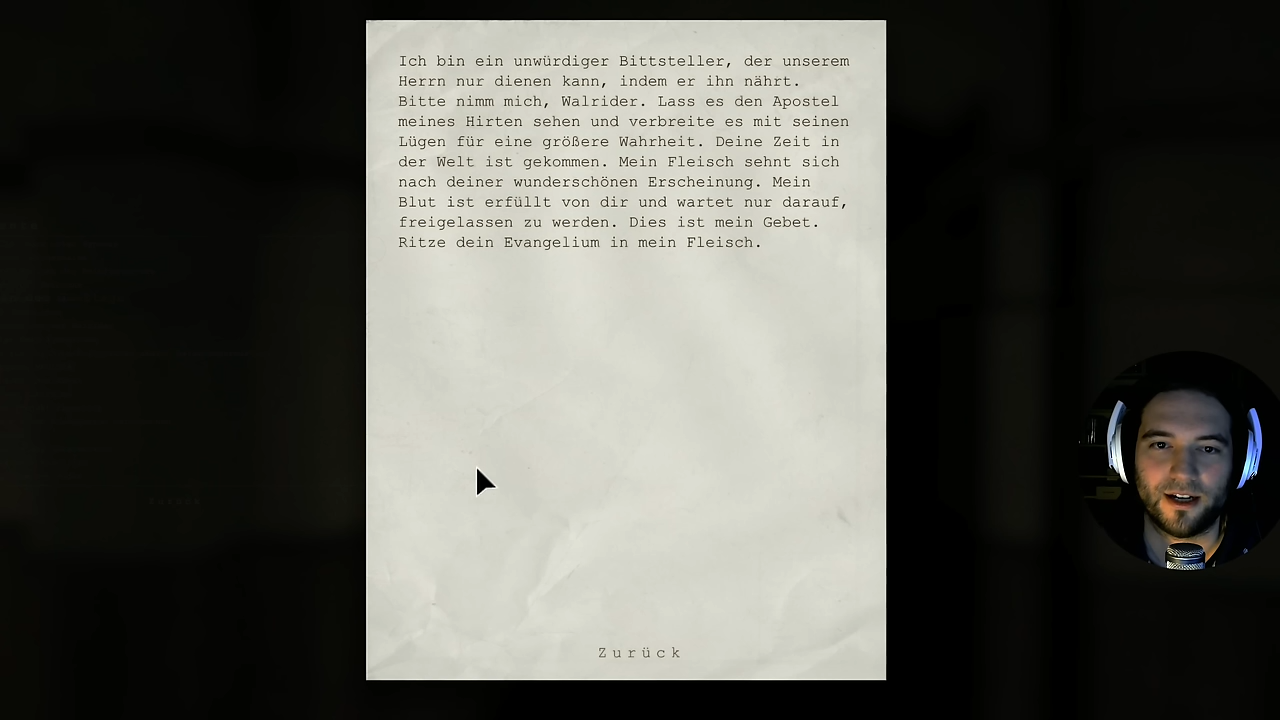 Ich bin ein unwürdiger Bittsteller, der unserem
Herrn nur dienen kann, indem er ihn nährt.
Bitte nimm mich, Walrider. Lass es den Apostel
meines Hirten sehen und verbreite es mit seinen
Lügen für eine größere Wahrheit. Deine Zeit in
der Welt ist gekommen. Mein Fleisch sehnt sich
nach deiner wunderschönen Erscheinung. Mein
Blut ist erfüllt von dir und wartet nur darauf,
freigelassen zu werden. Dies ist mein Gebet.
Ritze dein Evangelium in mein Fleisch.
Zurück